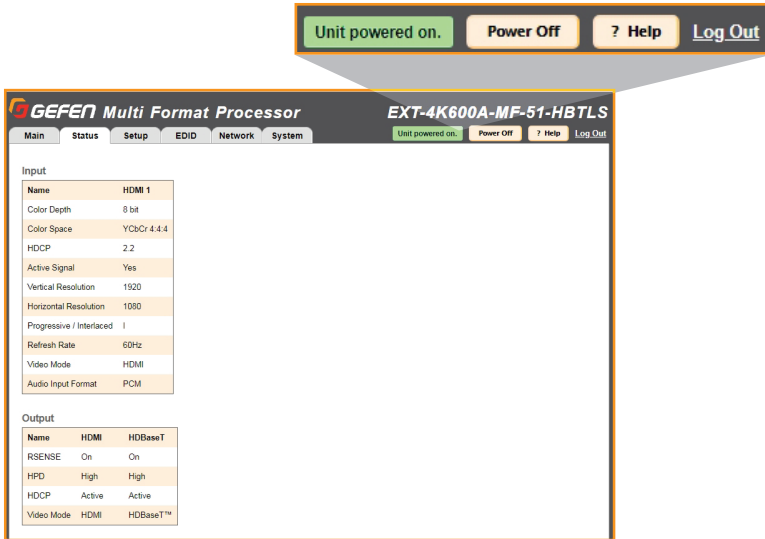 Unit powered on. Power Off ? Help Log Out
GEFEN Multi Format Processor EXT-4K600A-MF-51-HBTLS
Main Status Setup EDID Network System Unit powered on. Power Off ? Help Log Out
Input
Name HDMI 1
Color Depth 8 bit
Color Space YCbCr 4:4:4
HDCP 2.2
Active Signal Yes
Vertical Resolution 1920
Horizontal Resolution 1080
Progressive / Interlaced I
Refresh Rate 60Hz
Video Mode HDMI
Audio Input Format PCM
Output
Name HDMI HDBaseT
RSENSE On On
HPD High High
HDCP Active Active
Video Mode HDMI HDBaseT™